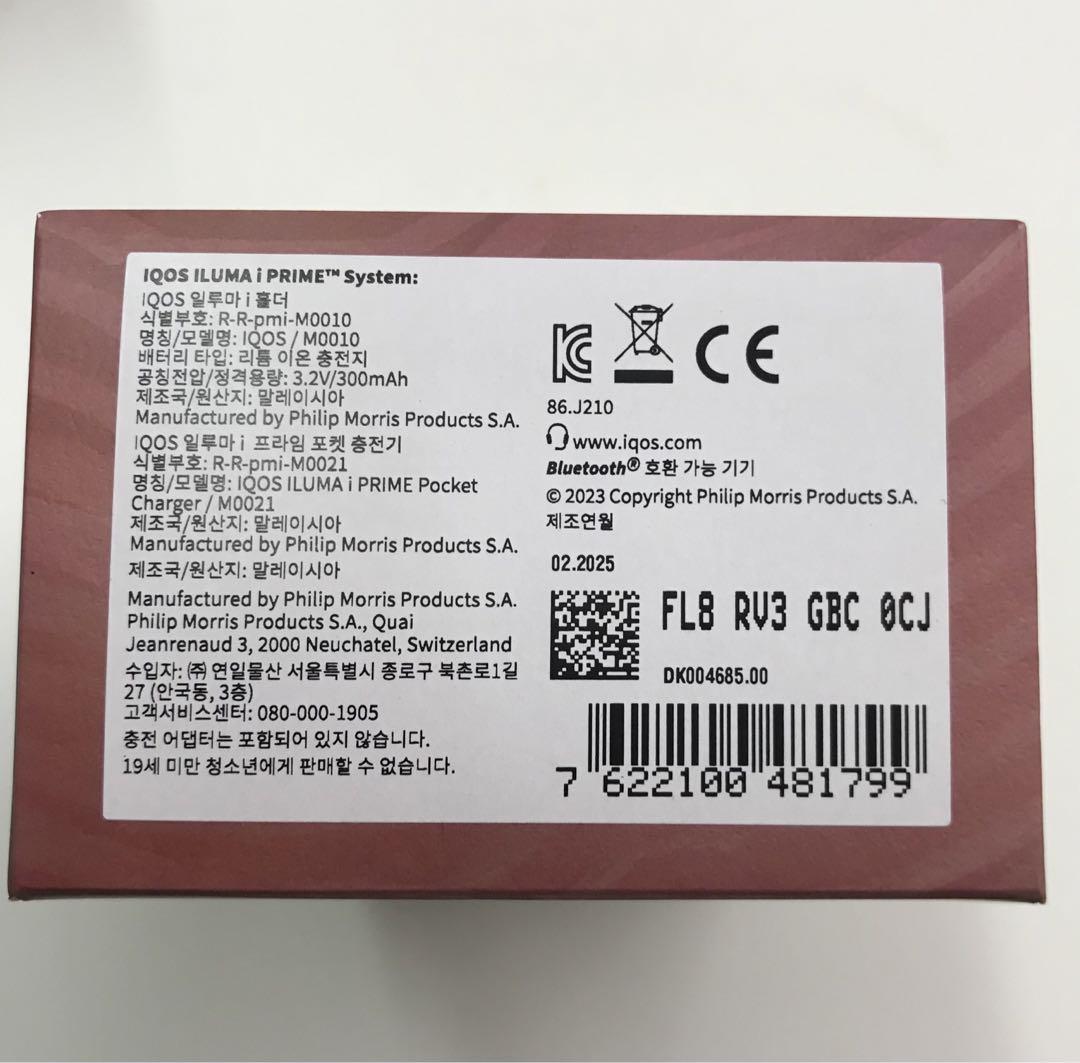 IQOS ILUMA i PRIME™ System:
IQOS 일루마 i 홀더
식별부호: R-R-pmi-M0010
명칭/모델명: IQOS / M0010
배터리 타입: 리튬 이온 충전지
공칭전압/정격용량: 3.2V/300mAh
제조국/원산지: 말레이시아
Manufactured by Philip Morris Products S.A.
IQOS 일루마 i 프라임 포켓 충전기
식별부호: R-R-pmi-M0021
명칭/모델명: IQOS ILUMA i PRIME Pocket
Charger / M0021
제조국/원산지: 말레이시아
Manufactured by Philip Morris Products S.A.
제조국/원산지: 말레이시아
Manufactured by Philip Morris Products S.A.
Philip Morris Products S.A., Quai
Jeanrenaud 3, 2000 Neuchatel, Switzerland
수입자: ㈜ 연일물산 서울특별시 종로구 북촌로1길
27 (안국동, 3층)
고객서비스센터: 080-000-1905
충전 어댑터는 포함되어 있지 않습니다.
19세 미만 청소년에게 판매할 수 없습니다.
KC CE
86.J210
www.iqos.com
Bluetooth® 호환 가능 기기
© 2023 Copyright Philip Morris Products S.A.
제조연월
02.2025
FL8 RV3 GBC 0CJ
DK004685.00
7 622100 481799